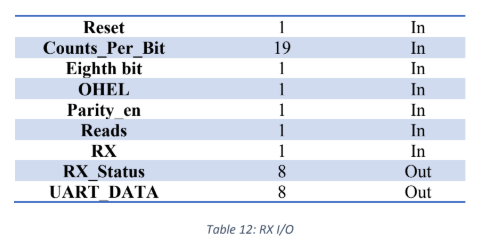 Reset 1 In
Counts_Per_Bit 19 In
Eighth bit 1 In
OHEL 1 In
Parity_en 1 In
Reads 1 In
RX 1 In
RX_Status 8 Out
UART_DATA 8 Out
Table 12: RX I/O